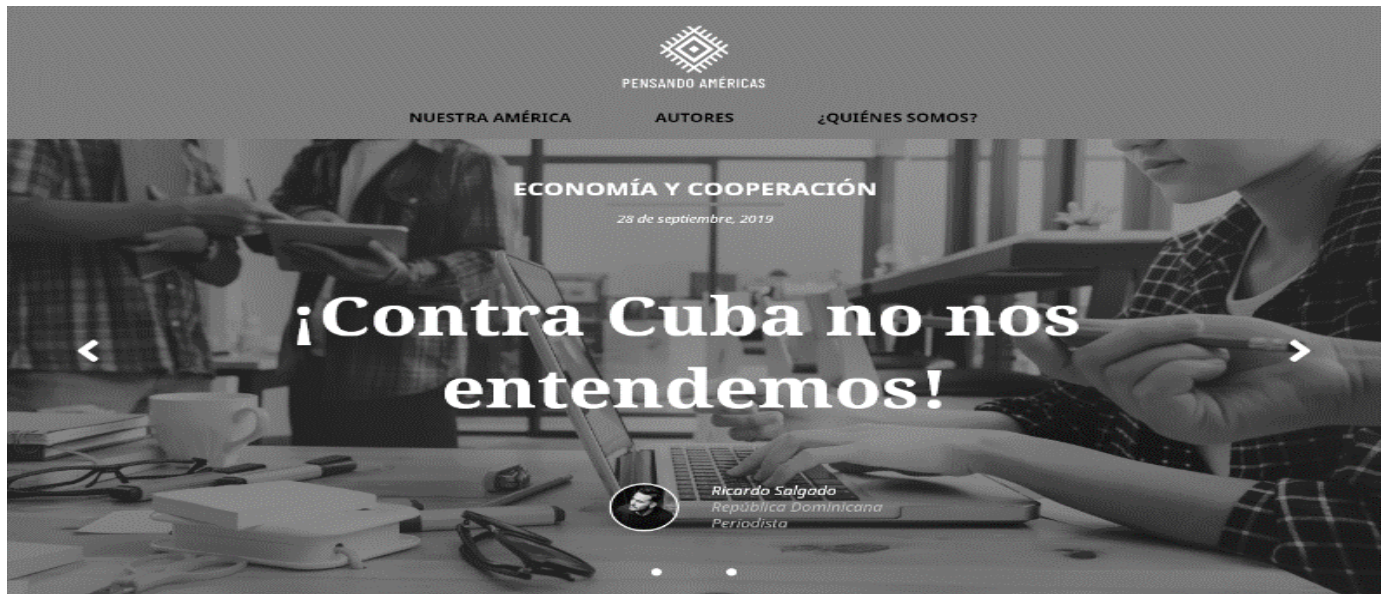 PENSANDO AMÉRICAS
NUESTRA AMÉRICA AUTORES ¿QUIÉNES SOMOS?
ECONOMÍA Y COOPERACIÓN
28 de septiembre, 2019
¡Contra Cuba no nos
entendemos!
Ricardo Salgado
República Dominicana
Periodista